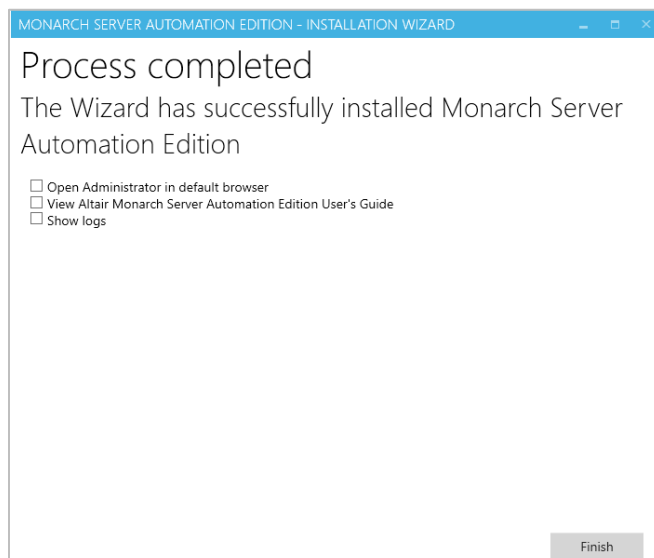 MONARCH SERVER AUTOMATION EDITION - INSTALLATION WIZARD
Process completed
The Wizard has successfully installed Monarch Server
Automation Edition
Open Administrator in default browser
View Altair Monarch Server Automation Edition User's Guide
Show logs
Finish